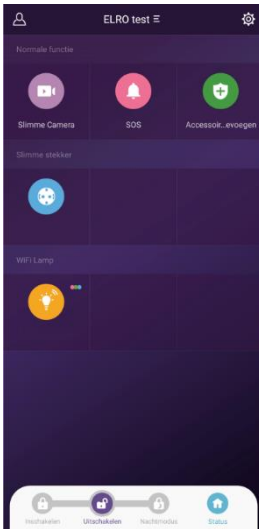 ELRO test
Normale functie
Slimme Camera
SOS
Accessoir...evoegen
Slimme stekker
WiFi Lamp
Inschakelen
Uitschakelen
Nachtmodus
Status